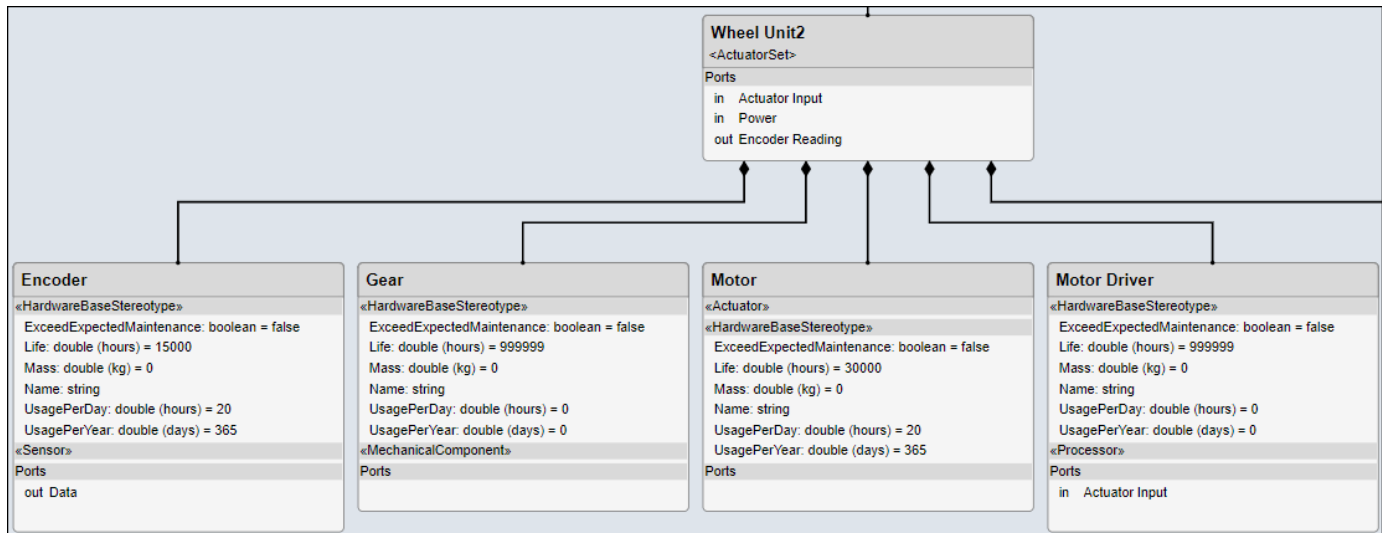 Wheel Unit2
<ActuatorSet>
Ports
in Actuator Input
in Power
out Encoder Reading
Encoder
«HardwareBaseStereotype»
ExceedExpectedMaintenance: boolean = false
Life: double (hours) = 15000
Mass: double (kg) = 0
Name: string
UsagePerDay: double (hours) = 20
UsagePerYear: double (days) = 365
«Sensor»
Ports
out Data
Gear
«HardwareBaseStereotype»
ExceedExpectedMaintenance: boolean = false
Life: double (hours) = 999999
Mass: double (kg) = 0
Name: string
UsagePerDay: double (hours) = 0
UsagePerYear: double (days) = 0
«MechanicalComponent»
Ports
Motor
«Actuator»
«HardwareBaseStereotype»
ExceedExpectedMaintenance: boolean = false
Life: double (hours) = 30000
Mass: double (kg) = 0
Name: string
UsagePerDay: double (hours) = 20
UsagePerYear: double (days) = 365
Ports
Motor Driver
«HardwareBaseStereotype»
ExceedExpectedMaintenance: boolean = false
Life: double (hours) = 999999
Mass: double (kg) = 0
Name: string
UsagePerDay: double (hours) = 0
UsagePerYear: double (days) = 0
«Processor»
Ports
in Actuator Input